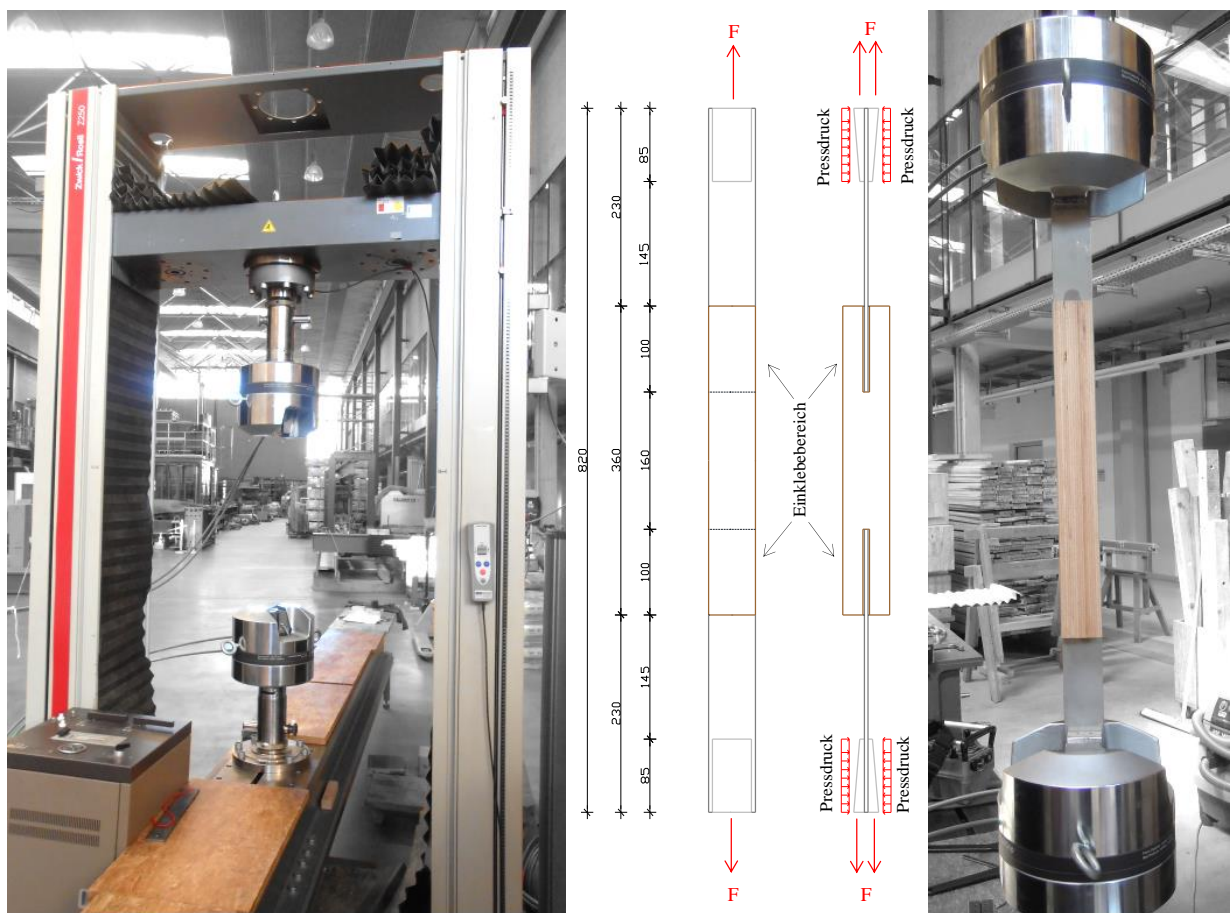 Zwick / Roell Z250
F
F
85
230
145
100
820
360
160
100
145
230
85
Pressdruck
Pressdruck
Einklebebereich
Pressdruck
Pressdruck
F
F